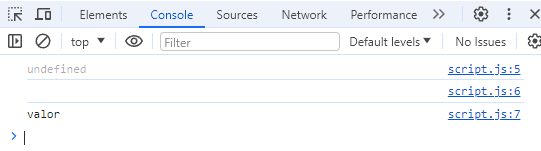 Elements Console Sources Network Performance
top Filter Default levels No Issues
undefined script.js:5
script.js:6
valor script.js:7